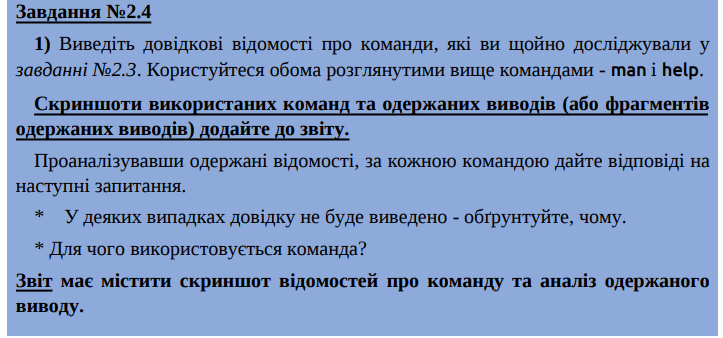 Завдання №2.4
1) Виведіть довідкові відомості про команди, які ви щойно досліджували у
завданні №2.3. Користуйтеся обома розглянутими вище командами - man і help.
Скриншоти використаних команд та одержаних виводів (або фрагментів
одержаних виводів) додайте до звіту.
Проаналізувавши одержані відомості, за кожною командою дайте відповіді на
наступні запитання.
* У деяких випадках довідку не буде виведено - обґрунтуйте, чому.
* Для чого використовується команда?
Звіт має містити скриншот відомостей про команду та аналіз одержаного
виводу.